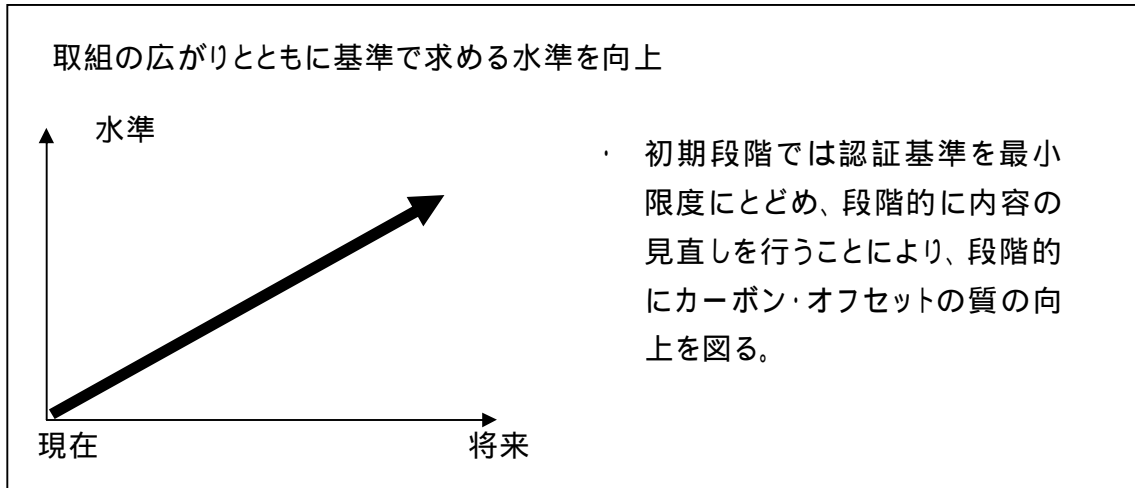 取組の広がりとともに基準で求める水準を向上
水準
・ 初期段階では認証基準を最小
限度にとどめ、段階的に内容の
見直しを行うことにより、段階的
にカーボン・オフセットの質の向
上を図る。
現在
将来